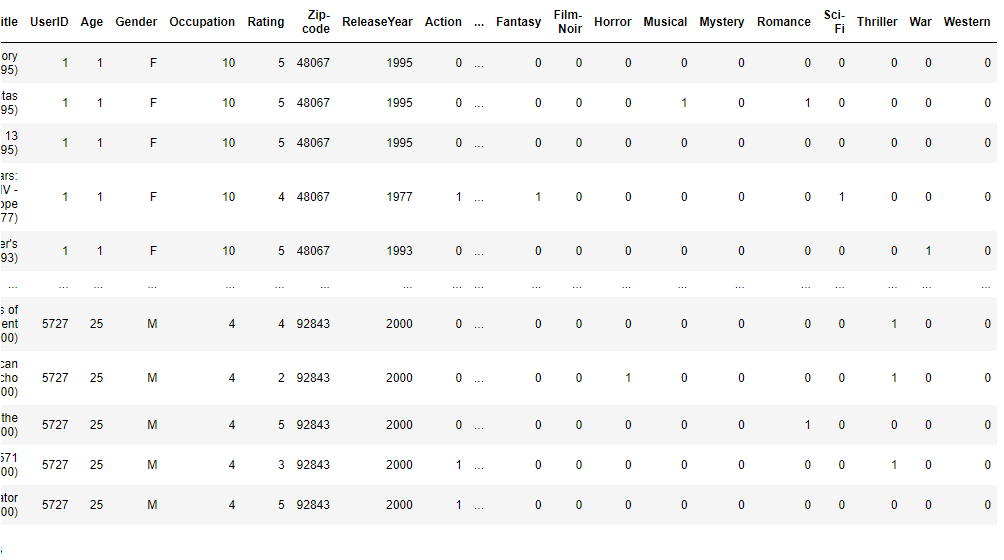 itle UserID Age Gender Occupation Rating Zip-code ReleaseYear Action ... Fantasy Film-Noir Horror Musical Mystery Romance Sci-Fi Thriller War Western
ory
95) 1 1 F 10 5 48067 1995 0 ... 0 0 0 0 0 0 0 0 0 0
tas
95) 1 1 F 10 5 48067 1995 0 ... 0 0 0 1 0 1 0 0 0 0
13
95) 1 1 F 10 5 48067 1995 0 ... 0 0 0 0 0 0 0 0 0 0
ars:
IV -
ope
77) 1 1 F 10 4 48067 1977 1 ... 1 0 0 0 0 0 1 0 0 0
er's
93) 1 1 F 10 5 48067 1993 0 ... 0 0 0 0 0 0 0 0 1 0
... ... ... ... ... ... ... ... ... ... ... ... ... ... ... ... ... ... ... ...
s of
ent
00) 5727 25 M 4 4 92843 2000 0 ... 0 0 0 0 0 0 0 1 0 0
can
cho
00) 5727 25 M 4 2 92843 2000 0 ... 0 0 1 0 0 0 0 1 0 0
the
00) 5727 25 M 4 5 92843 2000 0 ... 0 0 0 0 0 1 0 0 0 0
571
00) 5727 25 M 4 3 92843 2000 1 ... 0 0 0 0 0 0 0 1 0 0
ator
00) 5727 25 M 4 5 92843 2000 1 ... 0 0 0 0 0 0 0 0 0 0